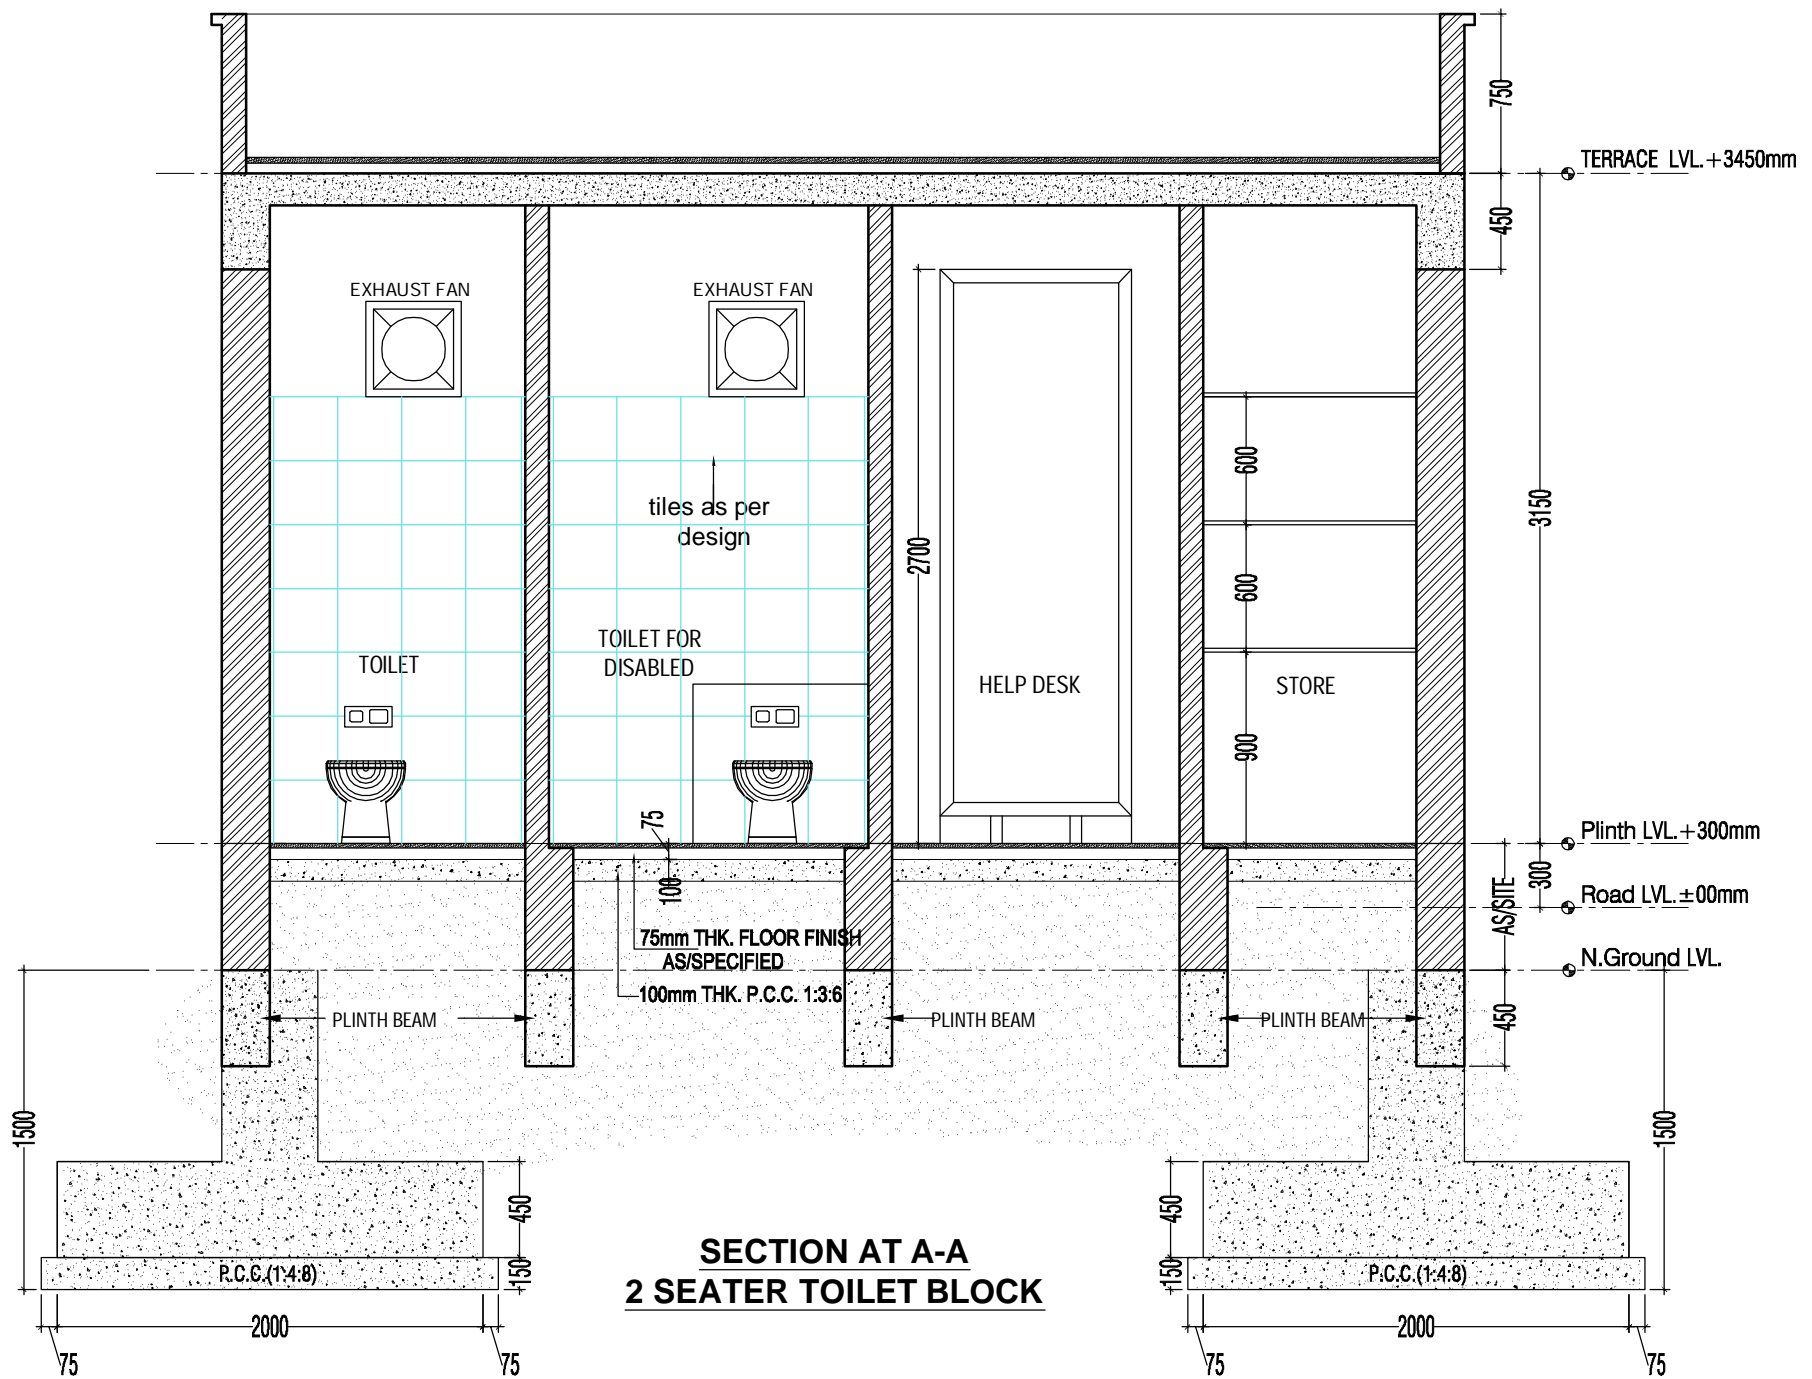 750
TERRACE LVL.+3450mm
450
EXHAUST FAN
EXHAUST FAN
600
tiles as per
design
2700
3150
600
TOILET
TOILET FOR
DISABLED
HELP DESK
STORE
900
75
Plinth LVL.+300mm
100
300
AS/SITE
Road LVL.±00mm
75mm THK. FLOOR FINISH
AS/SPECIFIED
N.Ground LVL.
100mm THK. P.C.C. 1:3:6
PLINTH BEAM
PLINTH BEAM
PLINTH BEAM
450
1500
1500
450
450
SECTION AT A-A
2 SEATER TOILET BLOCK
P.C.C.(1:4:8)
150
150
P.C.C.(1:4:8)
2000
2000
75
75
75
75